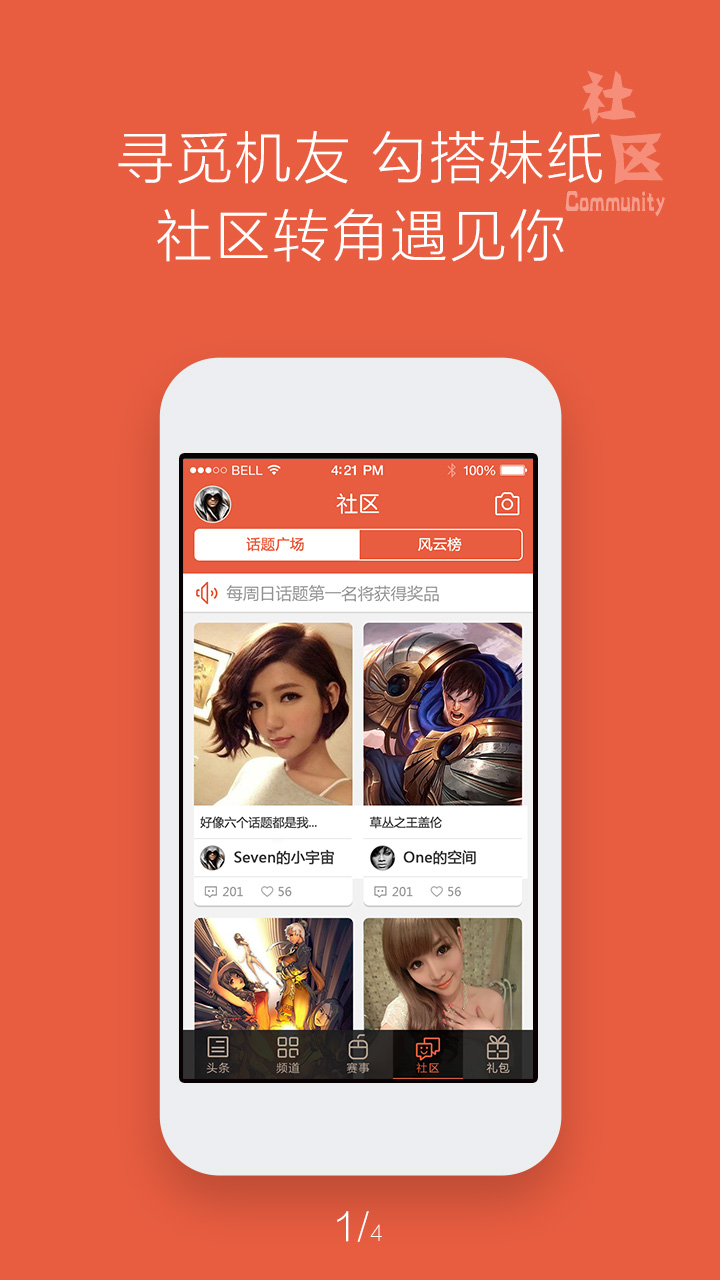 社
区
Community
寻觅机友 勾搭妹纸
社区转角遇见你
BELL 4:21 PM 100%
社区
话题广场 风云榜
每周日话题第一名将获得奖品
好像六个话题都是我... 草丛之王盖伦
Seven的小宇宙 One的空间
201 56 201 56
头条 频道 赛事 社区 礼包
1/4